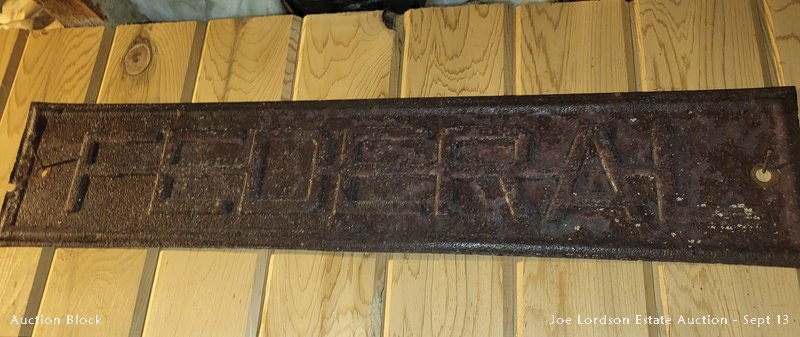 FEDERAL
Auction Block
Joe Lordson Estate Auction - Sept 13